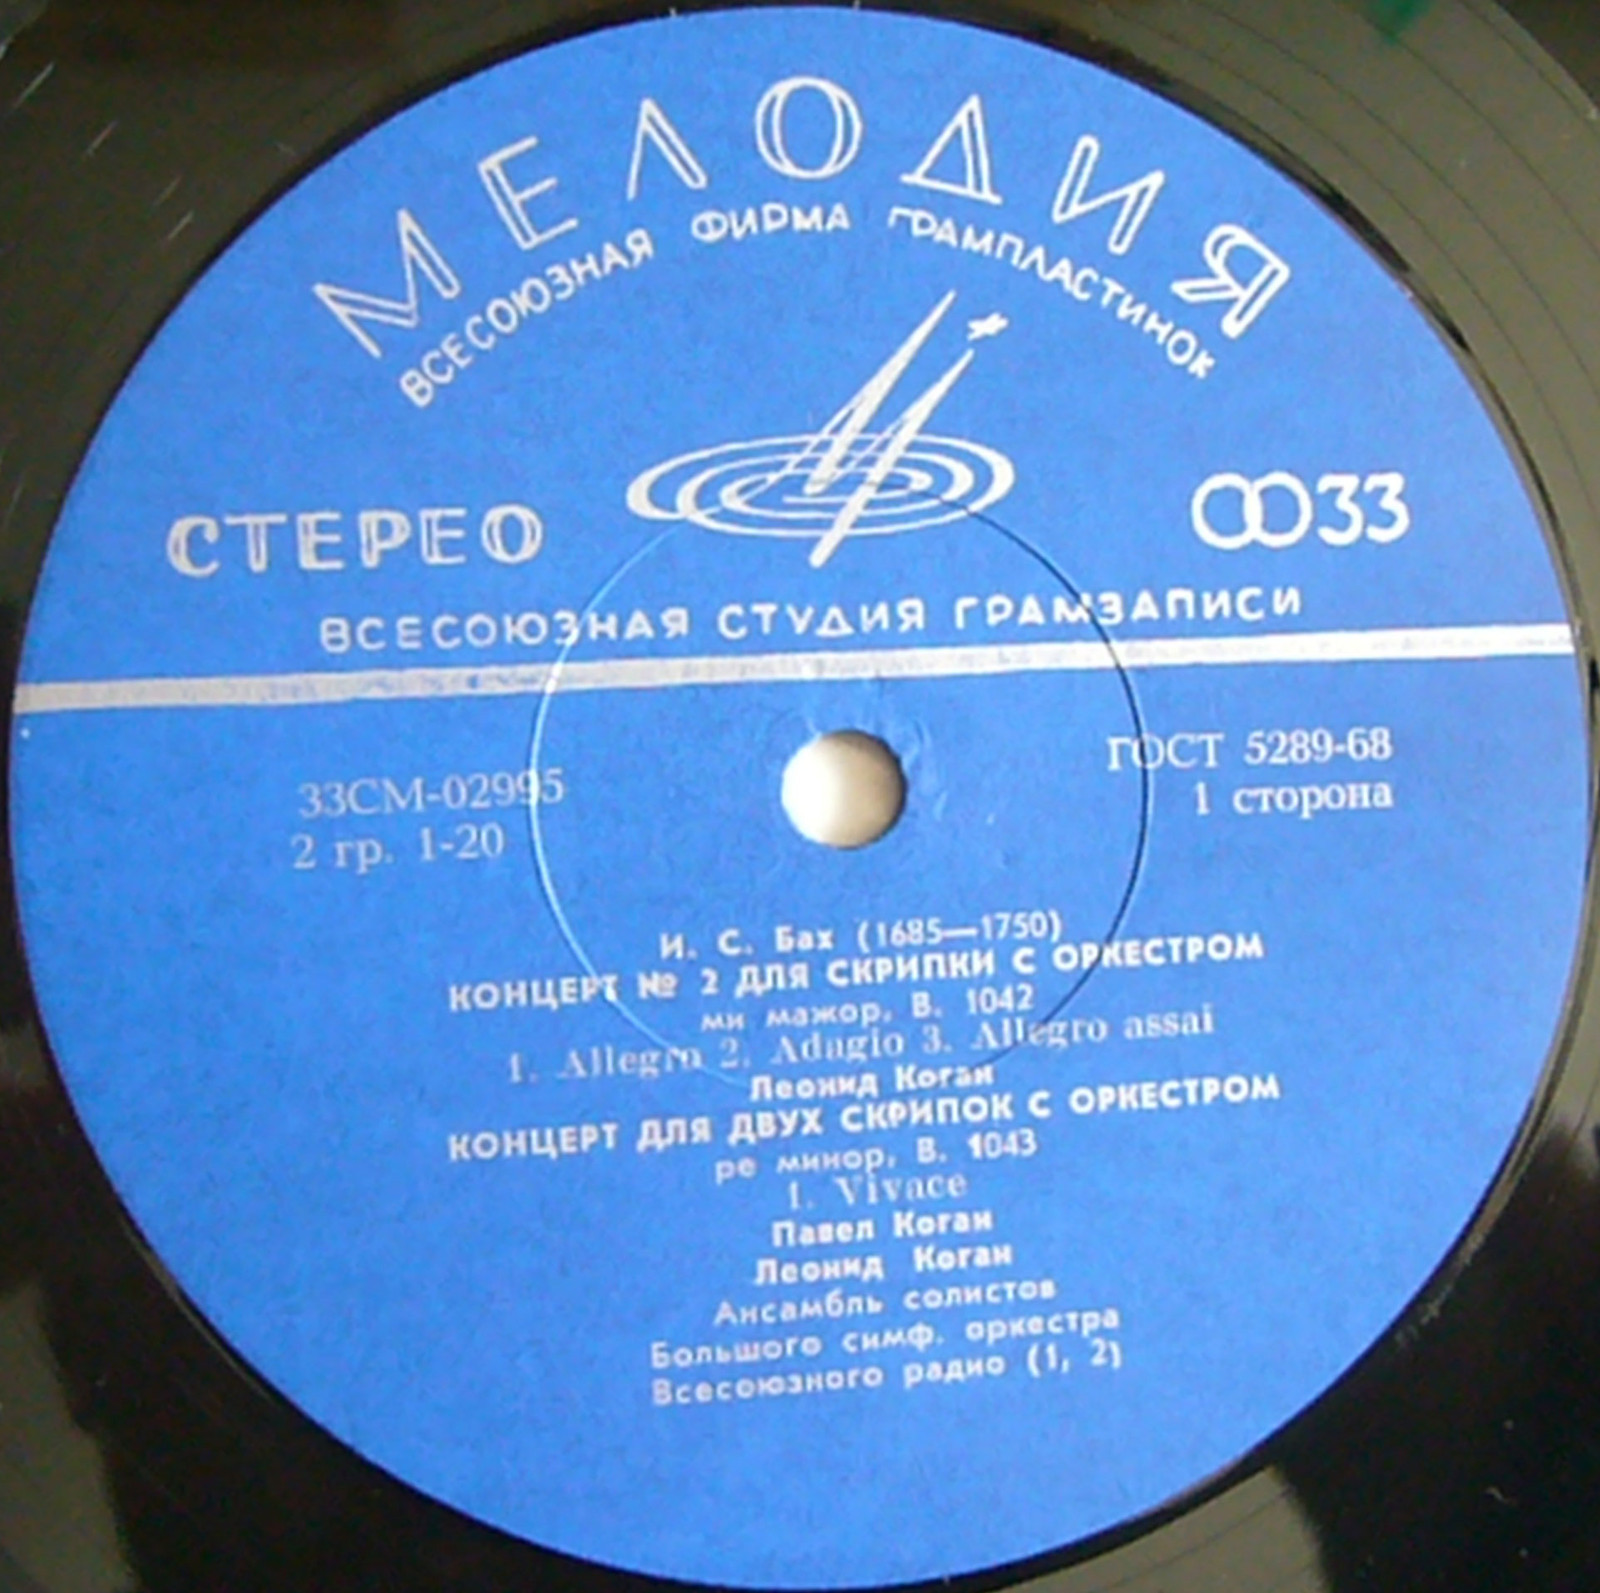 МЕЛОДИЯ
ВСЕСОЮЗНАЯ ФИРМА ГРАМПЛАСТИНОК
СТЕРЕО
33
ВСЕСОЮЗНАЯ СТУДИЯ ГРАМЗАПИСИ
33СМ-02995
ГОСТ 5289-68
2 гр. 1-20
1 сторона
И. С. Бах (1685—1750)
КОНЦЕРТ № 2 ДЛЯ СКРИПКИ С ОРКЕСТРОМ
ми мажор, В. 1042
1. Allegro 2. Adagio 3. Allegro assai
Леонид Коган
КОНЦЕРТ ДЛЯ ДВУХ СКРИПОК С ОРКЕСТРОМ
ре минор, В. 1043
1. Vivace
Павел Коган
Леонид Коган
Ансамбль солистов
Большого симф. оркестра
Всесоюзного радио (1, 2)